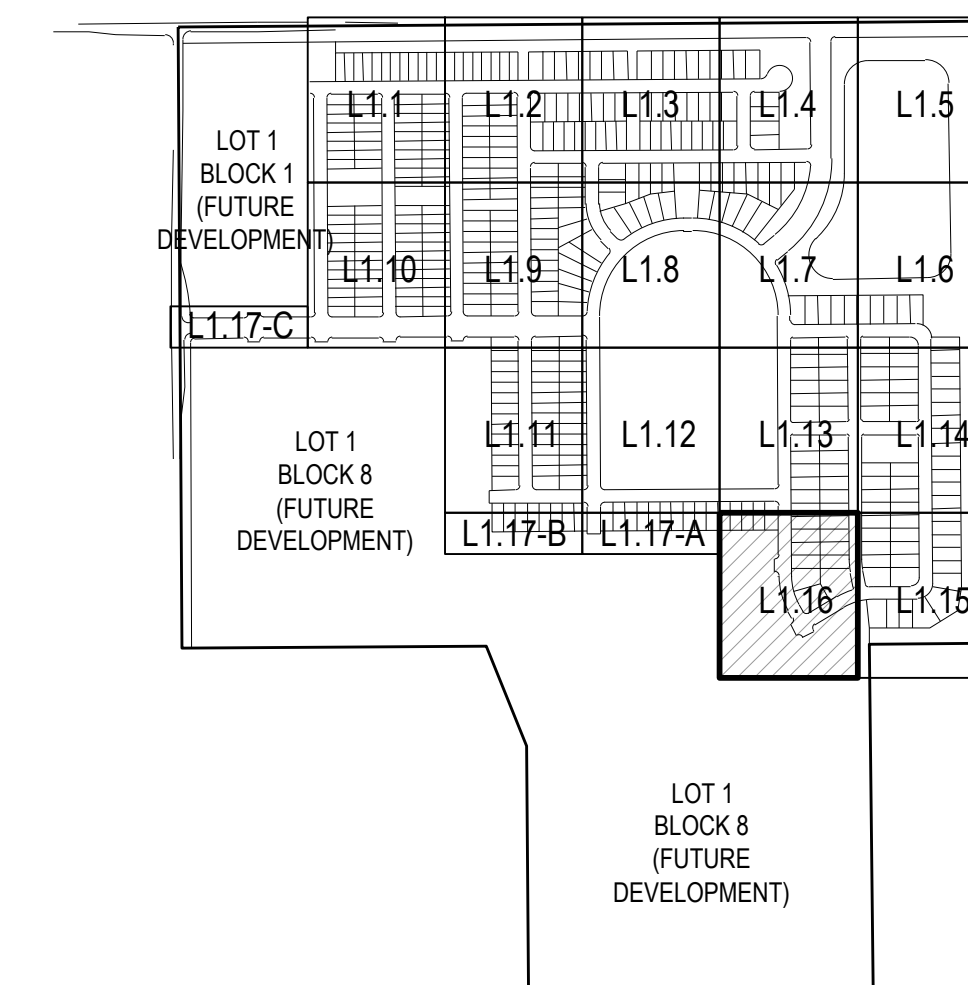 L1.1 L1.2 L1.3 L1.4 L1.5
LOT 1
BLOCK 1
(FUTURE
DEVELOPMENT)
L1.10 L1.9 L1.8 L1.7 L1.6
L1.17-C
LOT 1
BLOCK 8
(FUTURE
DEVELOPMENT)
L1.11 L1.12 L1.13 L1.14
L1.17-B L1.17-A
L1.16 L1.15
LOT 1
BLOCK 8
(FUTURE
DEVELOPMENT)